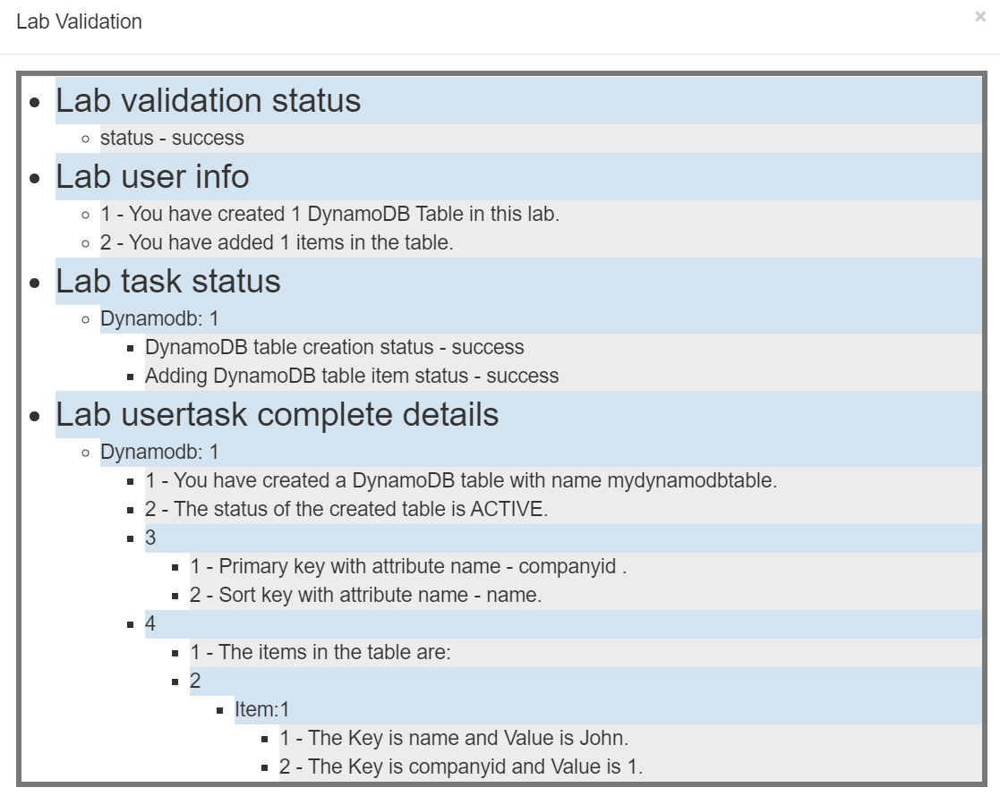 Lab Validation
×
Lab validation status
status - success
Lab user info
1 - You have created 1 DynamoDB Table in this lab.
2 - You have added 1 items in the table.
Lab task status
Dynamodb: 1
DynamoDB table creation status - success
Adding DynamoDB table item status - success
Lab usertask complete details
Dynamodb: 1
1 - You have created a DynamoDB table with name mydynamodbtable.
2 - The status of the created table is ACTIVE.
3
1 - Primary key with attribute name - companyid .
2 - Sort key with attribute name - name.
4
1 - The items in the table are:
2
Item:1
1 - The Key is name and Value is John.
2 - The Key is companyid and Value is 1.